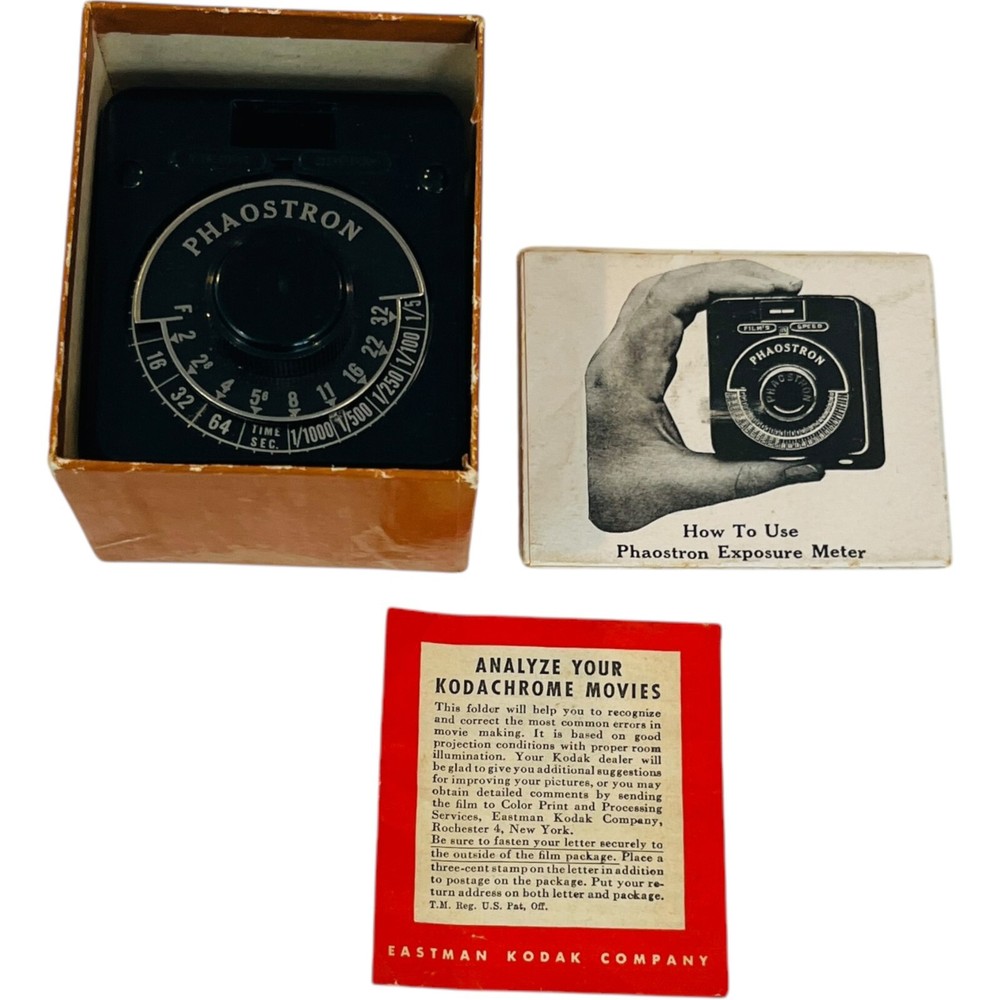 PHAOSTRON
F 2 2.8 4 5.6 8 11 16 22 32
16 32 64 TIME SEC. 1/1000 1/500 1/250 1/100 1/5
FILM'S SPEED
PHAOSTRON
PHAOSTRON
How To Use
Phaostron Exposure Meter
ANALYZE YOUR
KODACHROME MOVIES
This folder will help you to recognize
and correct the most common errors in
movie making. It is based on good
projection conditions with proper room
illumination. Your Kodak dealer will
be glad to give you additional suggestions
for improving your pictures, or you may
obtain detailed comments by sending
the film to Color Print and Processing
Services, Eastman Kodak Company,
Rochester 4, New York.
Be sure to fasten your letter securely to
the outside of the film package. Place a
three-cent stamp on the letter in addition
to postage on the package. Put your re-
turn address on both letter and package.
T.M. Reg. U.S. Pat. Off.
EASTMAN KODAK COMPANY